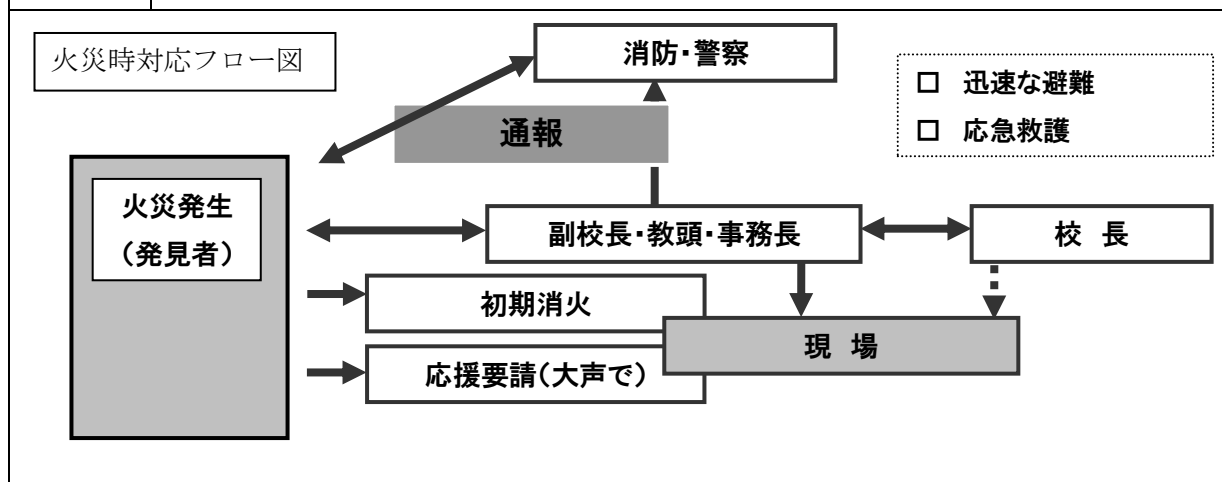 火災時対応フロー図
消防・警察
□ 迅速な避難
□ 応急救護
通報
火災発生
（発見者）
副校長・教頭・事務長
校 長
初期消火
現 場
応援要請（大声で）